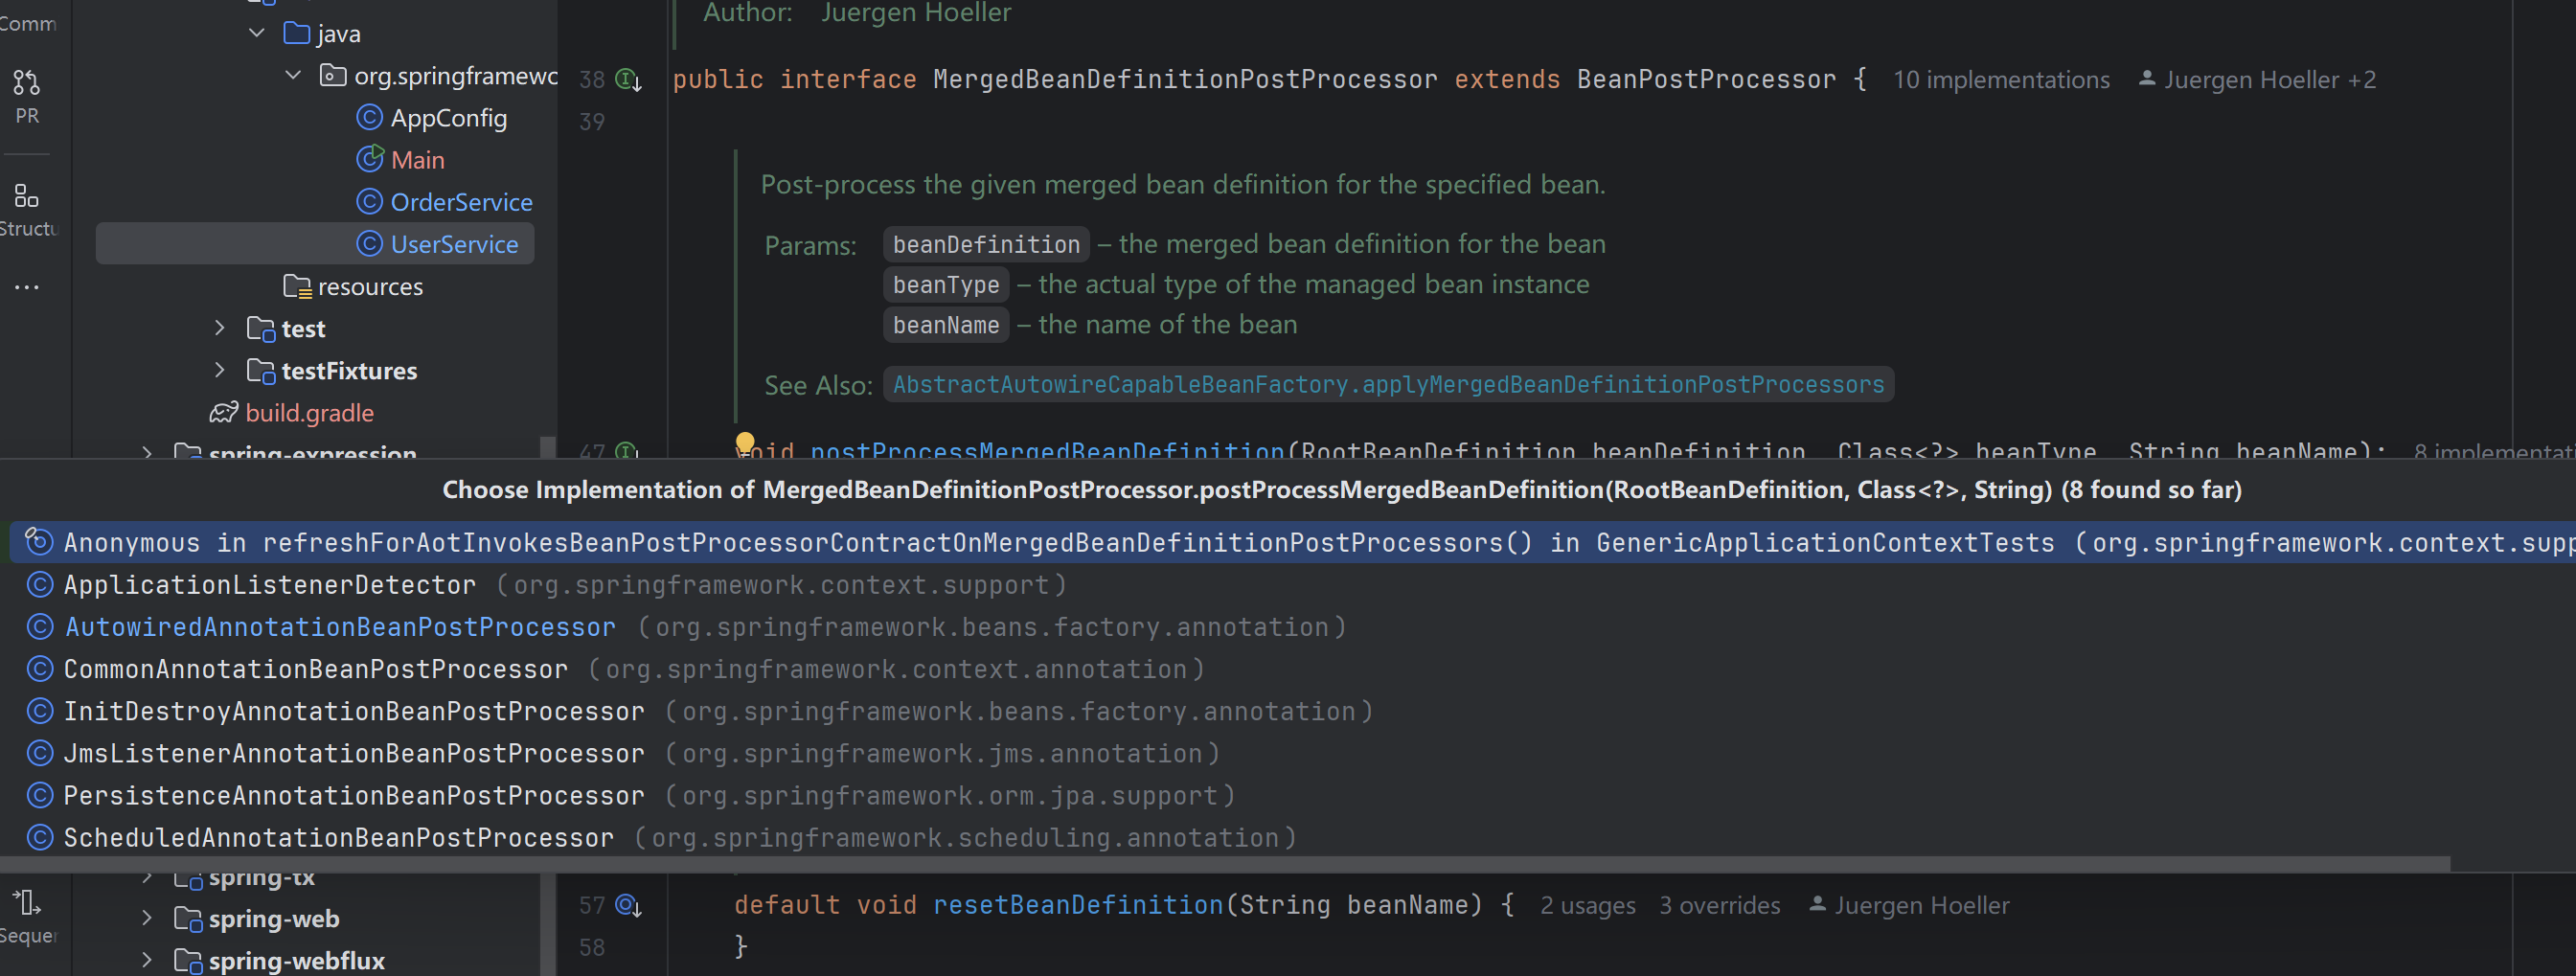 Comm
PR
Structu
Sequer
java
org.springframewc
AppConfig
Main
OrderService
UserService
resources
test
testFixtures
build.gradle
spring-expression
Author: Juergen Hoeller
38 public interface MergedBeanDefinitionPostProcessor extends BeanPostProcessor { 10 implementations Juergen Hoeller +2
39
Post-process the given merged bean definition for the specified bean.
Params: beanDefinition – the merged bean definition for the bean
beanType – the actual type of the managed bean instance
beanName – the name of the bean
See Also: AbstractAutowireCapableBeanFactory.applyMergedBeanDefinitionPostProcessors
47 void postProcessMergedBeanDefinition(RootBeanDefinition beanDefinition, Class<?> beanType, String beanName); 8 implementati
Choose Implementation of MergedBeanDefinitionPostProcessor.postProcessMergedBeanDefinition(RootBeanDefinition, Class<?>, String) (8 found so far)
Anonymous in refreshForAotInvokesBeanPostProcessorContractOnMergedBeanDefinitionPostProcessors() in GenericApplicationContextTests (org.springframework.context.supp
ApplicationListenerDetector (org.springframework.context.support)
AutowiredAnnotationBeanPostProcessor (org.springframework.beans.factory.annotation)
CommonAnnotationBeanPostProcessor (org.springframework.context.annotation)
InitDestroyAnnotationBeanPostProcessor (org.springframework.beans.factory.annotation)
JmsListenerAnnotationBeanPostProcessor (org.springframework.jms.annotation)
PersistenceAnnotationBeanPostProcessor (org.springframework.orm.jpa.support)
ScheduledAnnotationBeanPostProcessor (org.springframework.scheduling.annotation)
spring-tx
spring-web
spring-webflux
57 default void resetBeanDefinition(String beanName) { 2 usages 3 overrides Juergen Hoeller
58 }